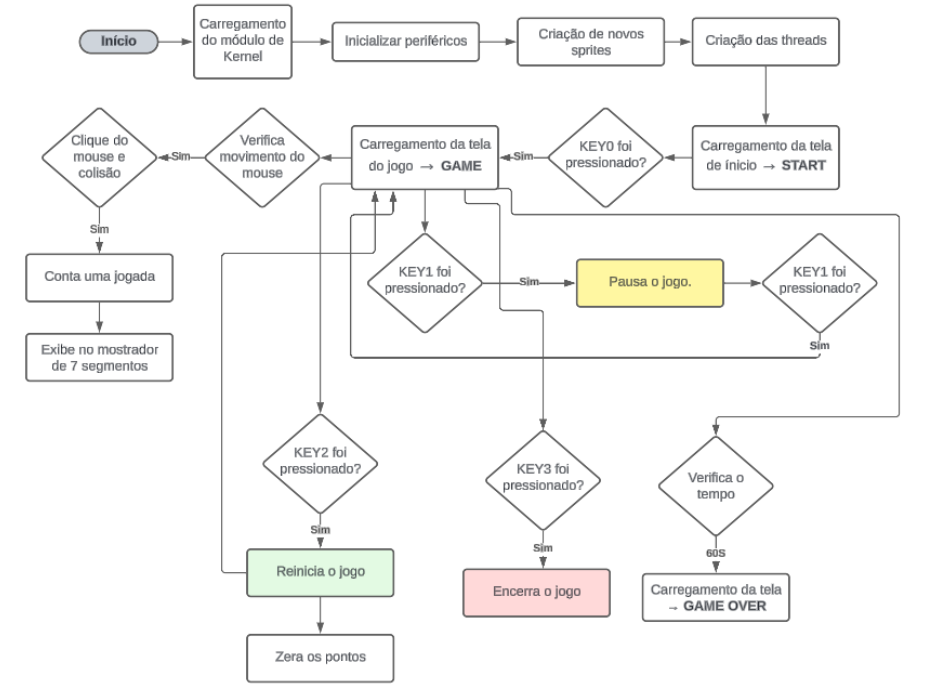 Início
Carregamento
do módulo de
Kernel
Inicializar periféricos
Criação de novos
sprites
Criação das threads
Clique do
mouse e
colisão
Sim
Verifica
movimento do
mouse
Carregamento da tela
do jogo → GAME
Sim
KEY0 foi
pressionado?
Carregamento da tela
de ínicio → START
Sim
Conta uma jogada
Exibe no mostrador
de 7 segmentos
KEY1 foi
pressionado?
Sim
Pausa o jogo.
KEY1 foi
pressionado?
Sim
KEY2 foi
pressionado?
Sim
Reinicia o jogo
Zera os pontos
KEY3 foi
pressionado?
Sim
Encerra o jogo
Verifica o
tempo
60S
Carregamento da tela
→ GAME OVER